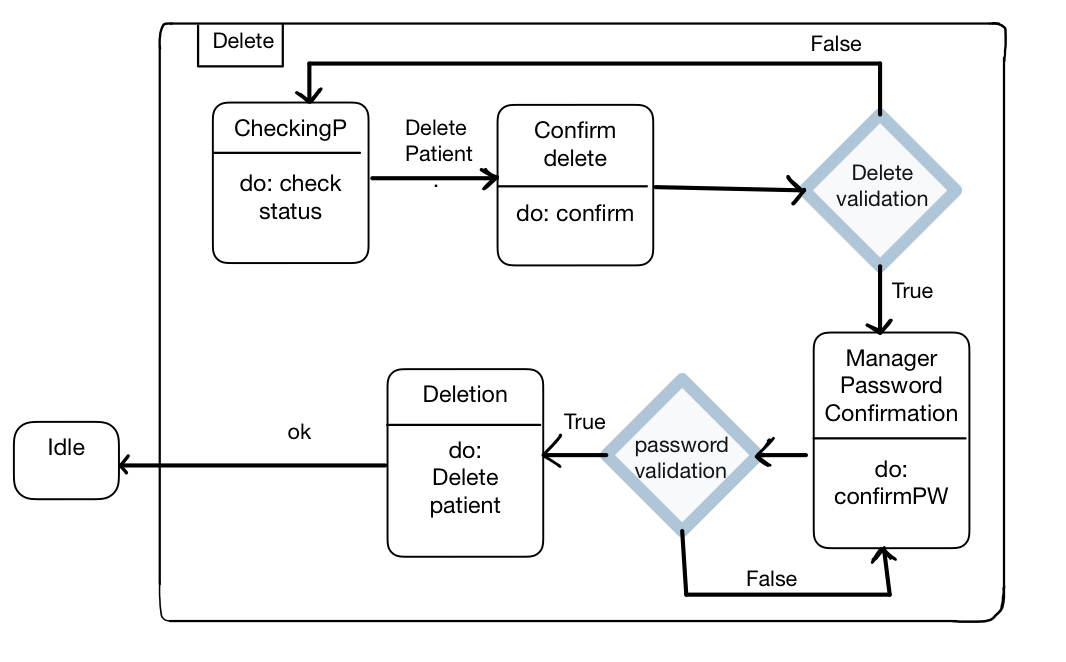 Delete
False
CheckingP
do: check
status
Delete
Patient
Confirm
delete
do: confirm
Delete
validation
True
Manager
Password
Confirmation
do:
confirmPW
password
validation
False
True
Deletion
do:
Delete
patient
ok
Idle